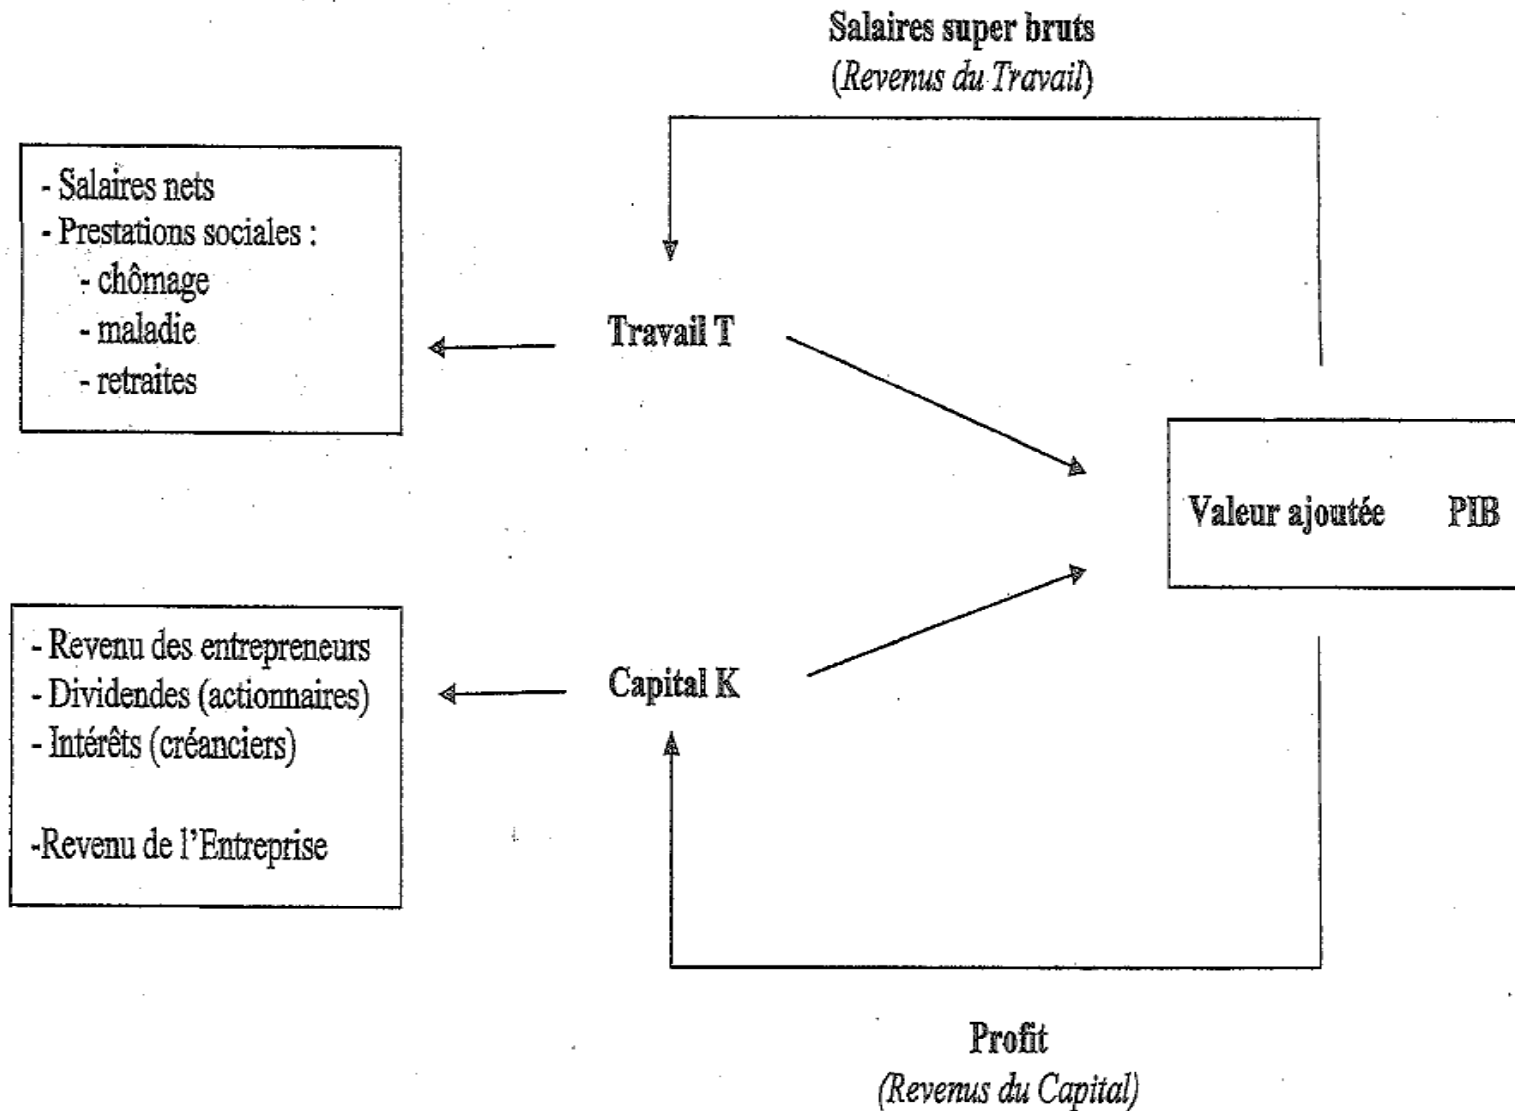 Salaires super bruts
(Revenus du Travail)
- Salaires nets
- Prestations sociales :
- chômage
- maladie
- retraites
Travail T
Valeur ajoutée PIB
- Revenu des entrepreneurs
- Dividendes (actionnaires)
- Intérêts (créanciers)
-Revenu de l'Entreprise
Capital K
Profit
(Revenus du Capital)